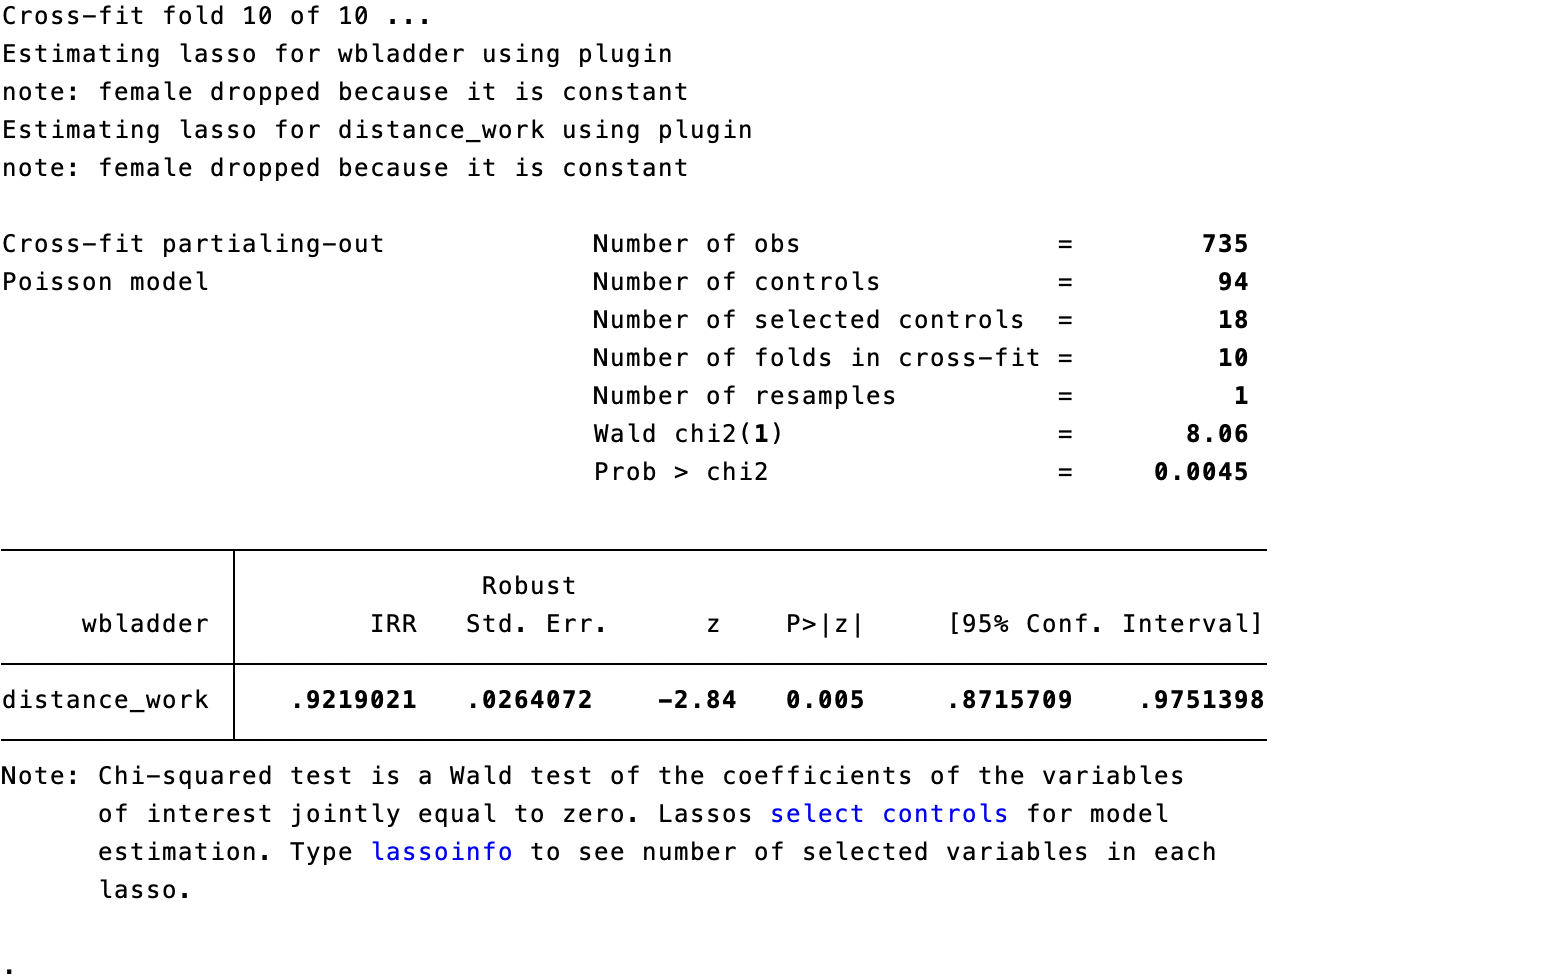 Cross-fit fold 10 of 10 ...
Estimating lasso for wbladder using plugin
note: female dropped because it is constant
Estimating lasso for distance_work using plugin
note: female dropped because it is constant
Cross-fit partialing-out Number of obs = 735
Poisson model Number of controls = 94
Number of selected controls = 18
Number of folds in cross-fit = 10
Number of resamples = 1
Wald chi2(1) = 8.06
Prob > chi2 = 0.0045
Robust
wbladder IRR Std. Err. z P>|z| [95% Conf. Interval]
distance_work .9219021 .0264072 -2.84 0.005 .8715709 .9751398
Note: Chi-squared test is a Wald test of the coefficients of the variables
of interest jointly equal to zero. Lassos select controls for model
estimation. Type lassoinfo to see number of selected variables in each
lasso.
.